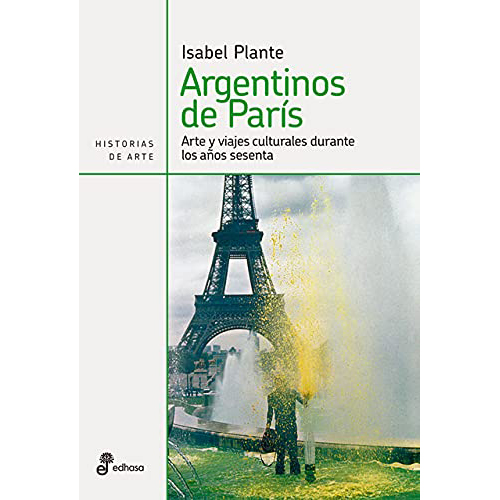 Isabel Plante
Argentinos
de París
HISTORIAS
DE ARTE
Arte y viajes culturales durante
los años sesenta
edhasa